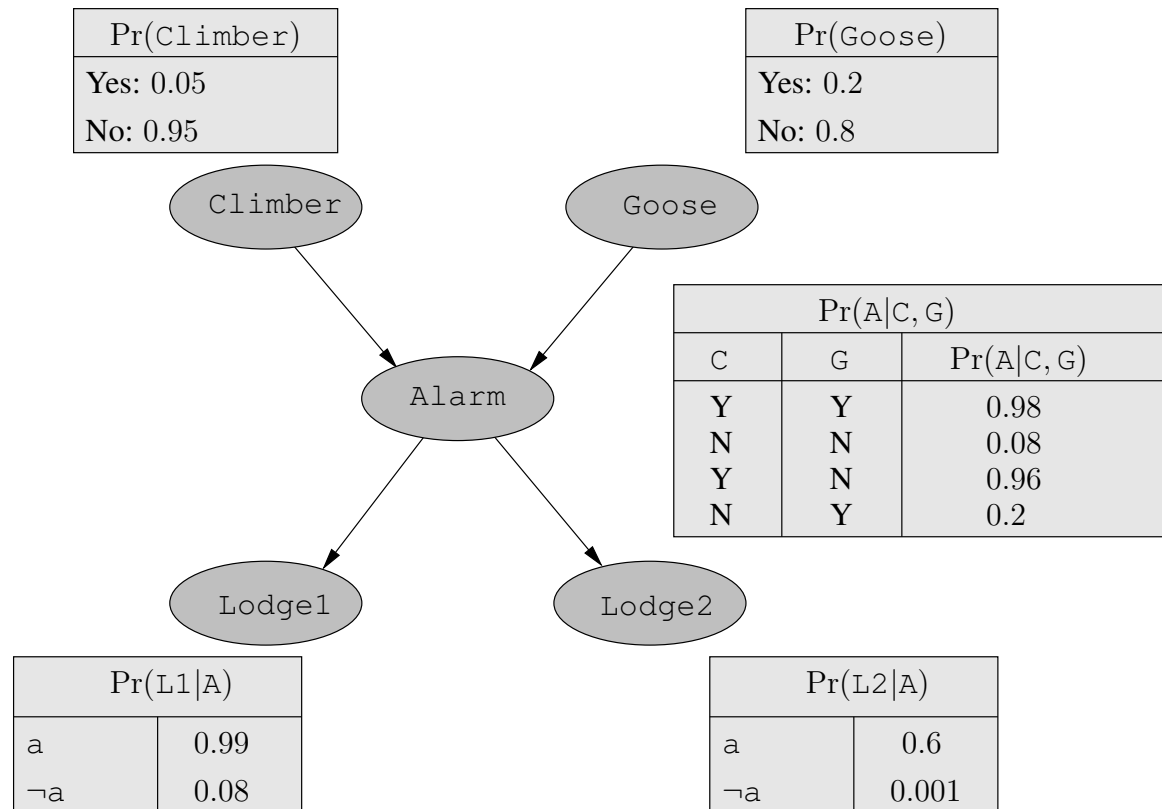 Pr(Climber)
Yes: 0.05
No: 0.95
Pr(Goose)
Yes: 0.2
No: 0.8
Climber
Goose
Pr(A|C, G)
C G Pr(A|C, G)
Y Y 0.98
N N 0.08
Y N 0.96
N Y 0.2
Alarm
Lodge1
Lodge2
Pr(L1|A)
a 0.99
¬a 0.08
Pr(L2|A)
a 0.6
¬a 0.001